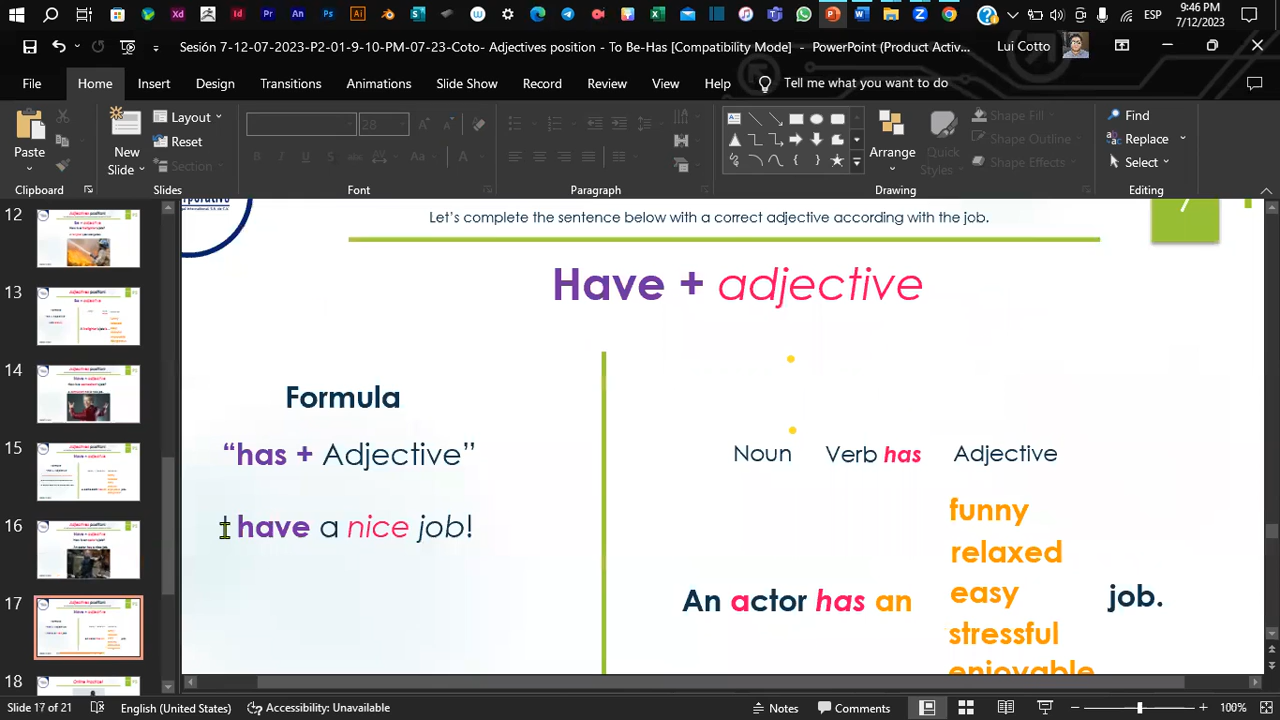 9:46 PM
ESP
7/12/2023
Sesión 7-12-07-2023-P2-01-9-10-PM-07-23-Coto- Adjectives position - To Be-Has [Compatibility Mode] - PowerPoint (Product Activ...
Lui Cotto
File Home Insert Design Transitions Animations Slide Show Record Review View Help Tell me what you want to do
Paste
New Slide
Layout
Reset
Section
28
Shape Fill
Shape Outline
Shape Effects
Arrange
Quick Styles
Find
Replace
Select
Clipboard Slides Font Paragraph Drawing Editing
Let's complete the sentence below with a correct adjective according with the job.
7
Have + adjective
Formula
"has + Adjective"
I have a nice job!
Noun Verb has Adjective
funny
relaxed
easy
stressful
enjoyable
An actor has an job.
15
16
18
Online Practice!
Slide 17 of 21 English (United States) Accessibility: Unavailable Notes Comments 100%